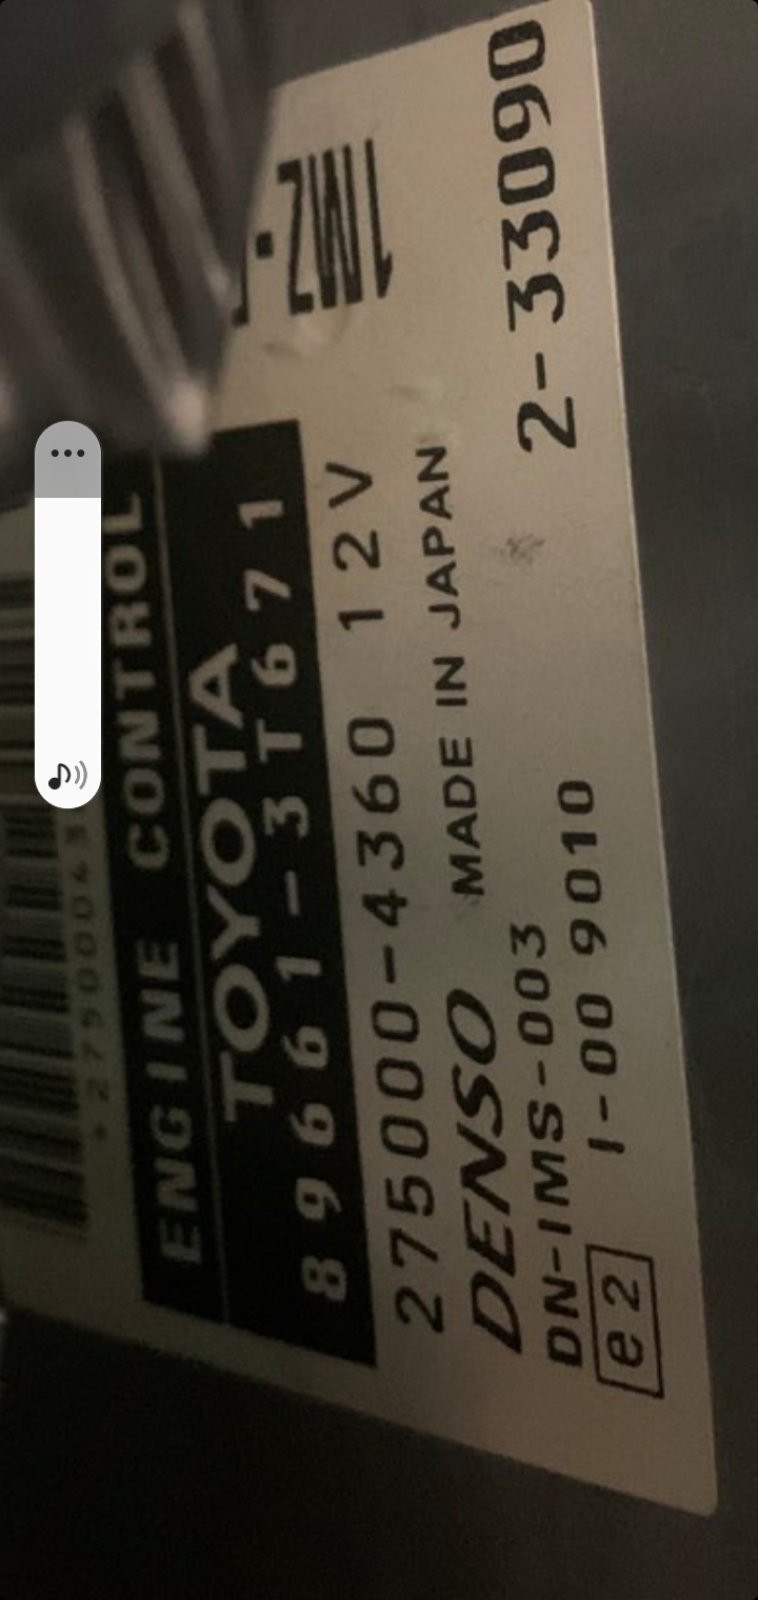 ENGINE CONTROL
TOYOTA
89661-3T671
275000-4360 12V
1MZ-
DENSO MADE IN JAPAN
DN-IMS-003
e2 1-00 9010
2-33090